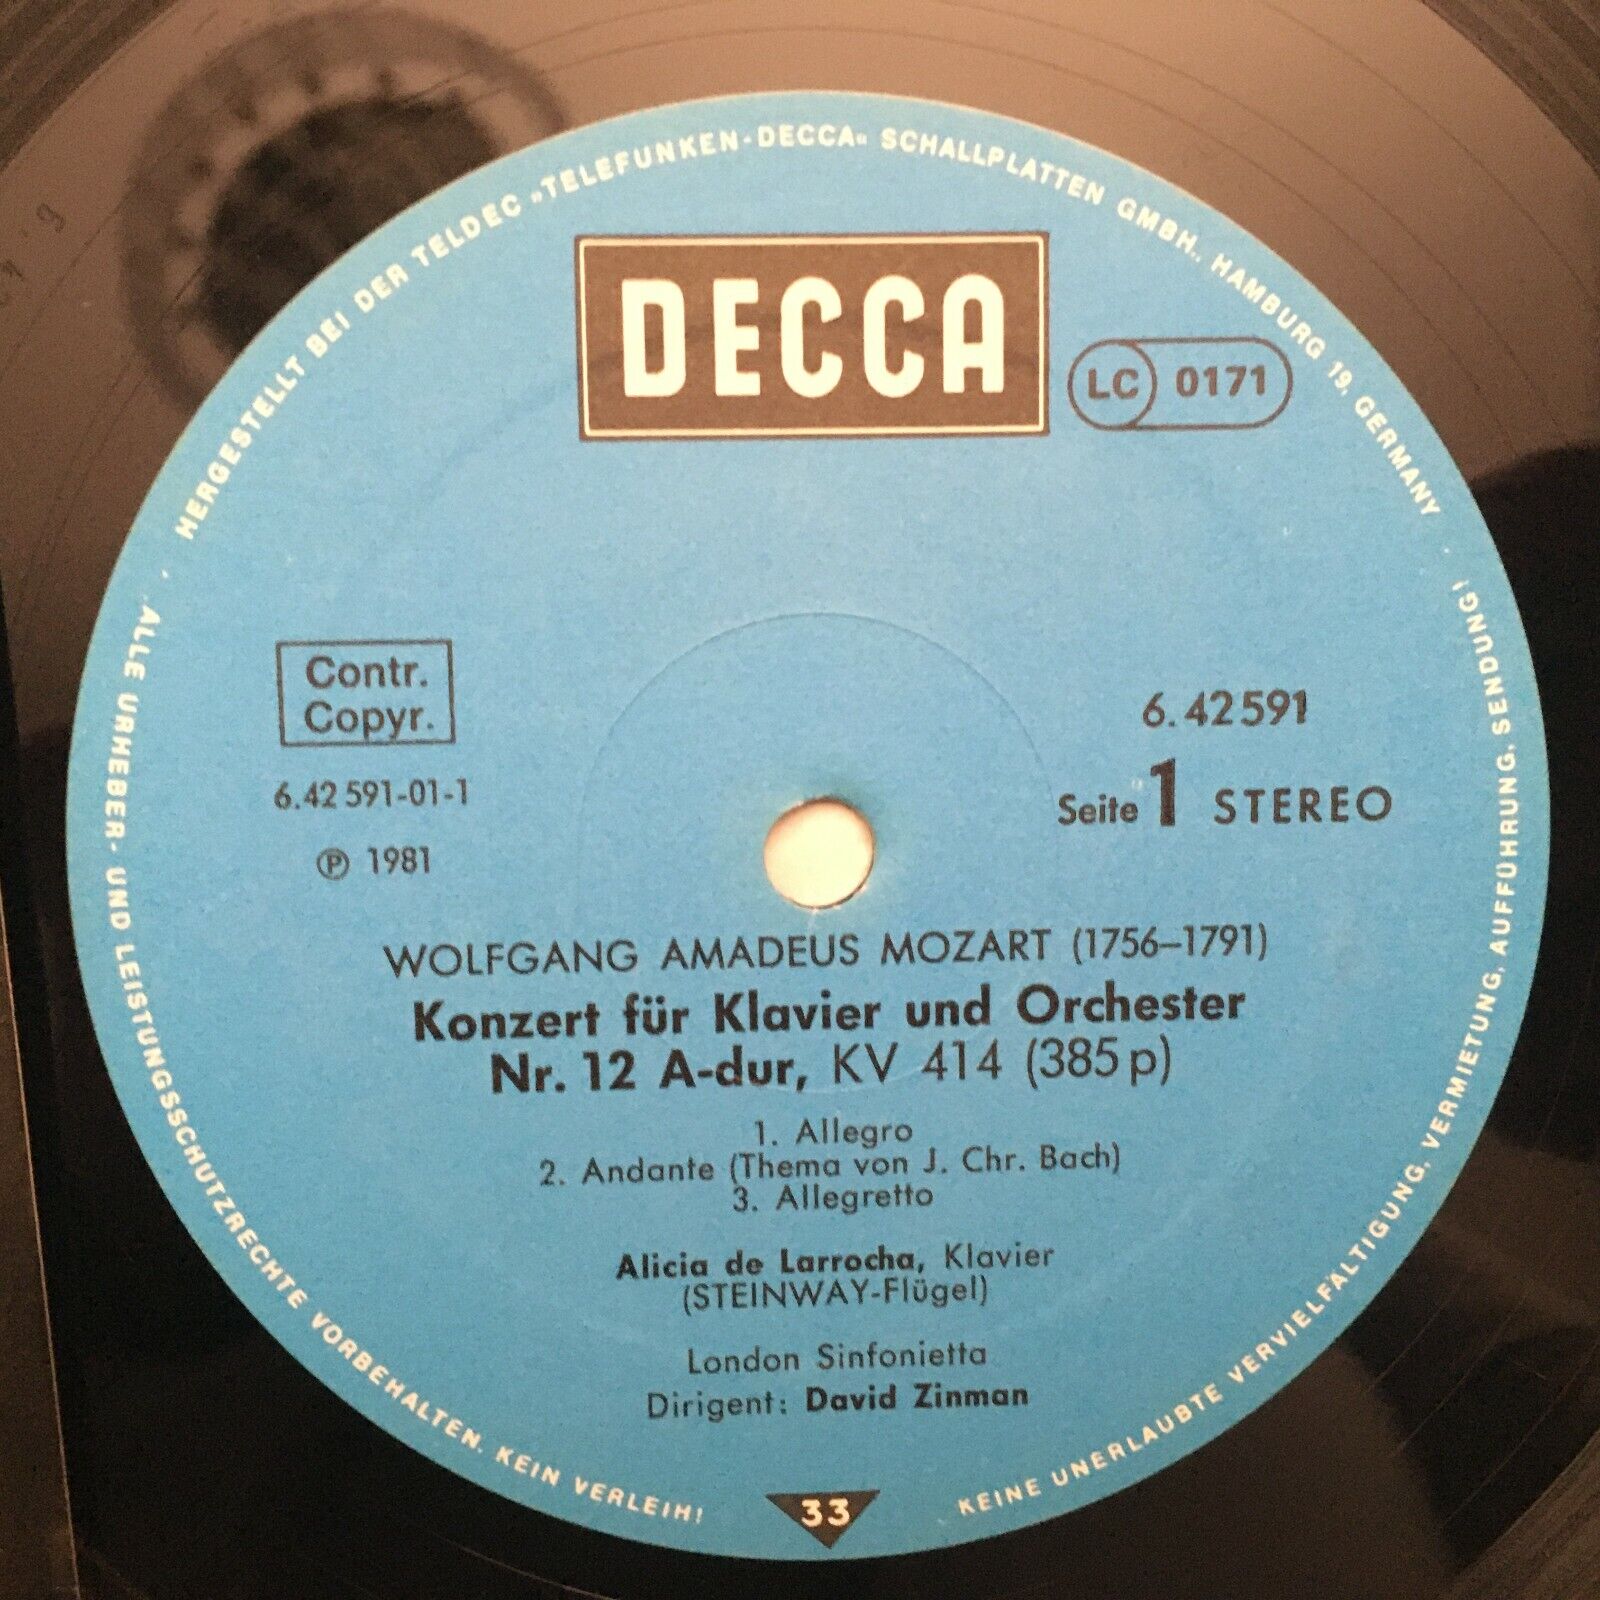 HERGESTELLT BEI DER TELDEC »TELEFUNKEN-DECCA« SCHALLPLATTEN GMBH., HAMBURG 19, GERMANY ·
DECCA
LC 0171
Contr.
Copyr.
6.42 591-01-1
Ⓟ 1981
6.42591
Seite 1 STEREO
WOLFGANG AMADEUS MOZART (1756–1791)
Konzert für Klavier und Orchester
Nr. 12 A-dur, KV 414 (385p)
1. Allegro
2. Andante (Thema von J. Chr. Bach)
3. Allegretto
Alicia de Larrocha, Klavier
(STEINWAY-Flügel)
London Sinfonietta
Dirigent: David Zinman
33
· ALLE URHEBER- UND LEISTUNGSSCHUTZRECHTE VORBEHALTEN. KEIN VERLEIH!
KEINE UNERLAUBTE VERVIELFÄLTIGUNG, VERMIETUNG, AUFFÜHRUNG, SENDUNG!